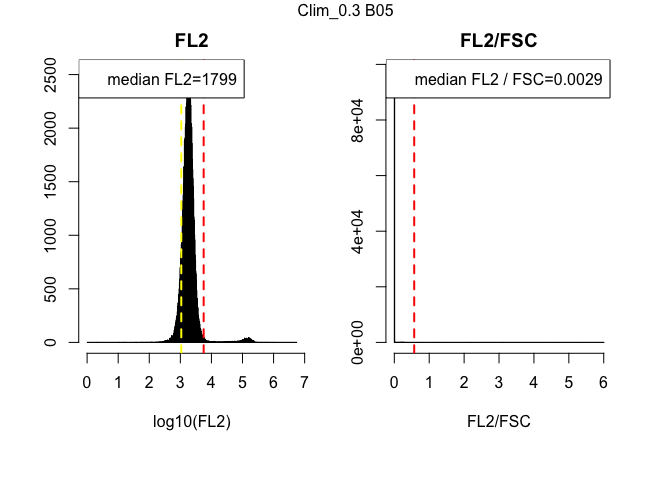 Clim_0.3 B05
FL2
median FL2=1799
2500
2000
1500
1000
500
0
0 1 2 3 4 5 6 7
log10(FL2)
FL2/FSC
median FL2 / FSC=0.0029
8e+04
4e+04
0e+00
0 1 2 3 4 5 6
FL2/FSC